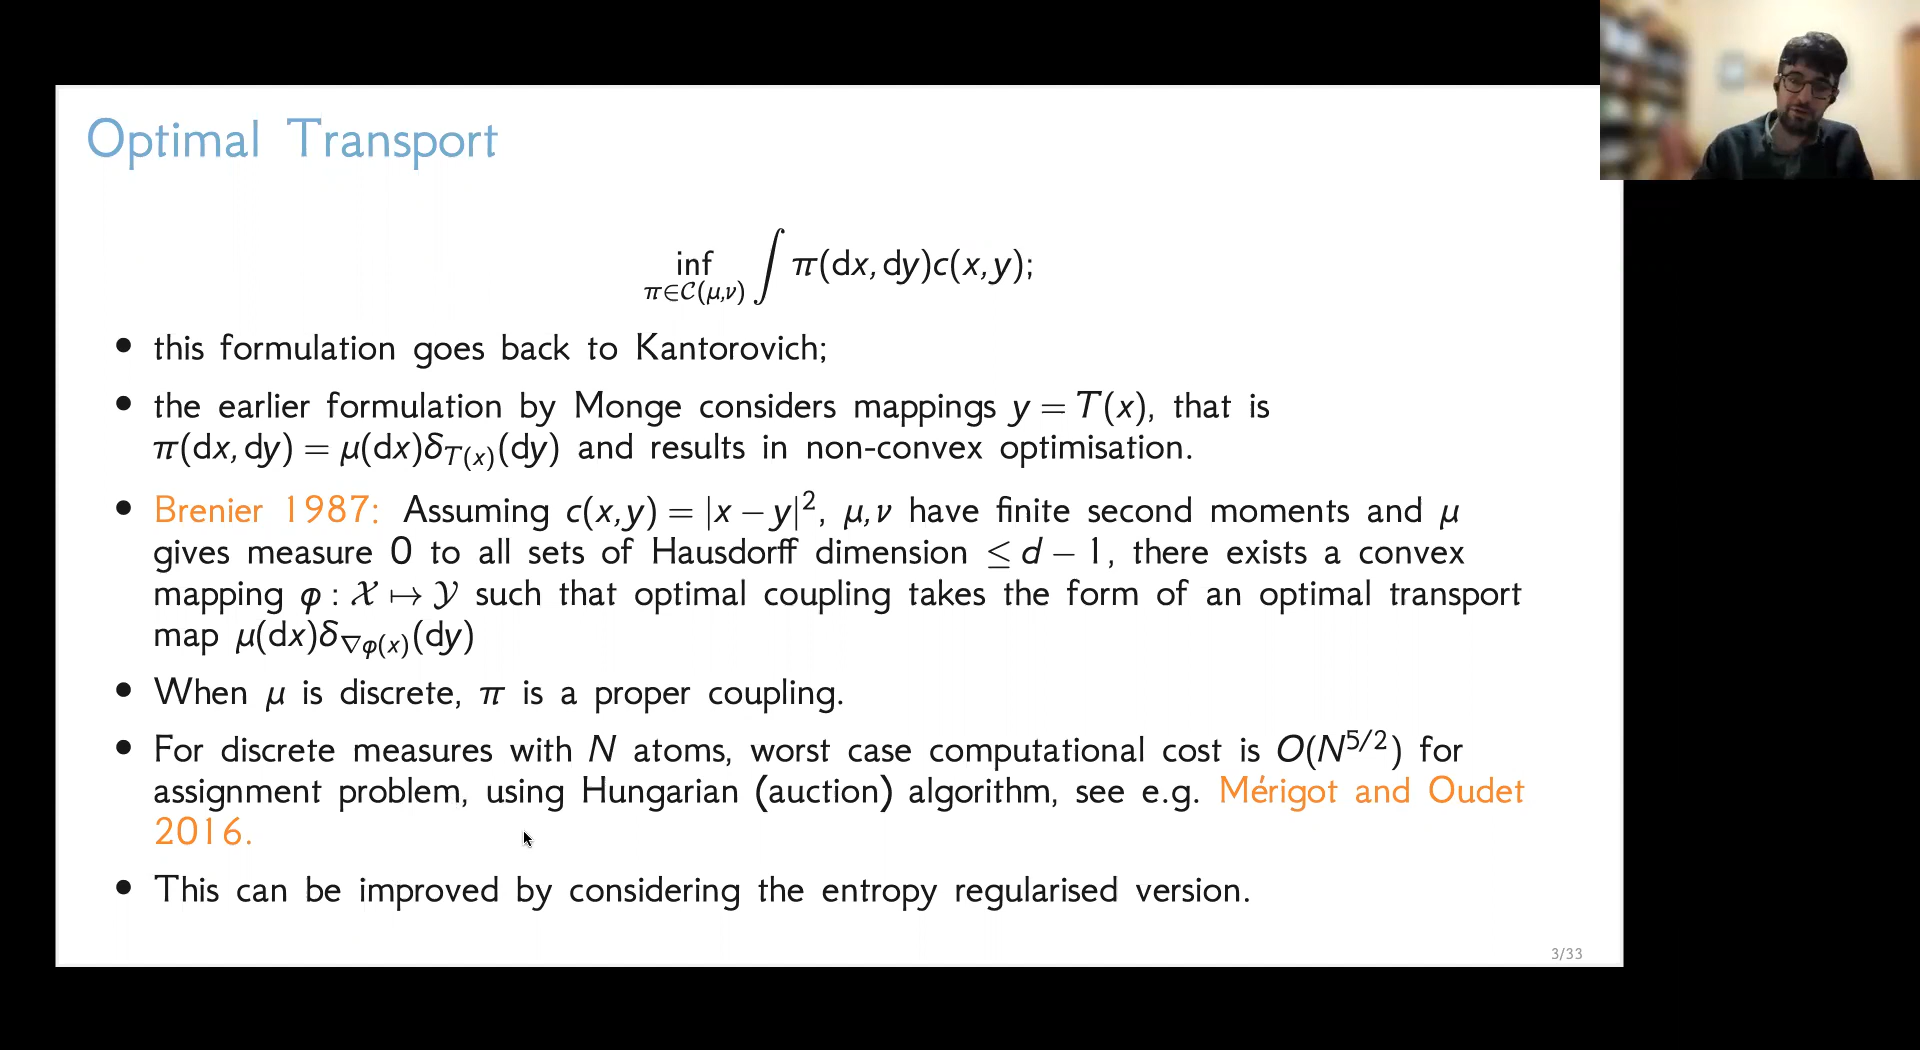 Optimal Transport
inf ∫ π(dx, dy)c(x, y);
π∈𝒞(μ,ν)
• this formulation goes back to Kantorovich;
• the earlier formulation by Monge considers mappings y = T(x), that is
π(dx, dy) = μ(dx)δ_{T(x)}(dy) and results in non-convex optimisation.
• Brenier 1987: Assuming c(x,y) = |x − y|², μ, ν have finite second moments and μ
gives measure 0 to all sets of Hausdorff dimension ≤ d − 1, there exists a convex
mapping φ : 𝒳 ↦ 𝒴 such that optimal coupling takes the form of an optimal transport
map μ(dx)δ_{∇φ(x)}(dy)
• When μ is discrete, π is a proper coupling.
• For discrete measures with N atoms, worst case computational cost is O(N^{5/2}) for
assignment problem, using Hungarian (auction) algorithm, see e.g. Mérigot and Oudet
2016.
• This can be improved by considering the entropy regularised version.
3/33